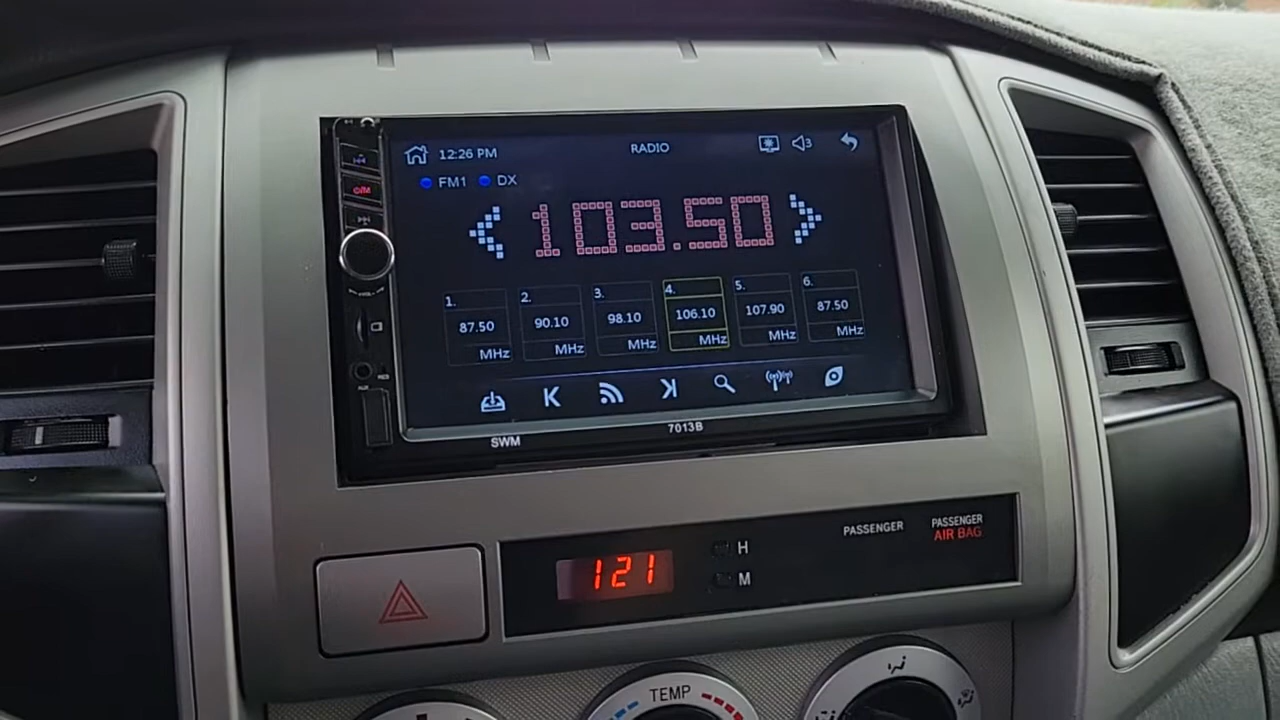 12:26 PM RADIO 3
FM1 DX
103.50
1. 2. 3. 4. 5. 6.
87.50 90.10 98.10 106.10 107.90 87.50
MHz MHz MHz MHz MHz MHz
SWM 7013B
PASSENGER PASSENGER
AIR BAG
121 H
M
TEMP